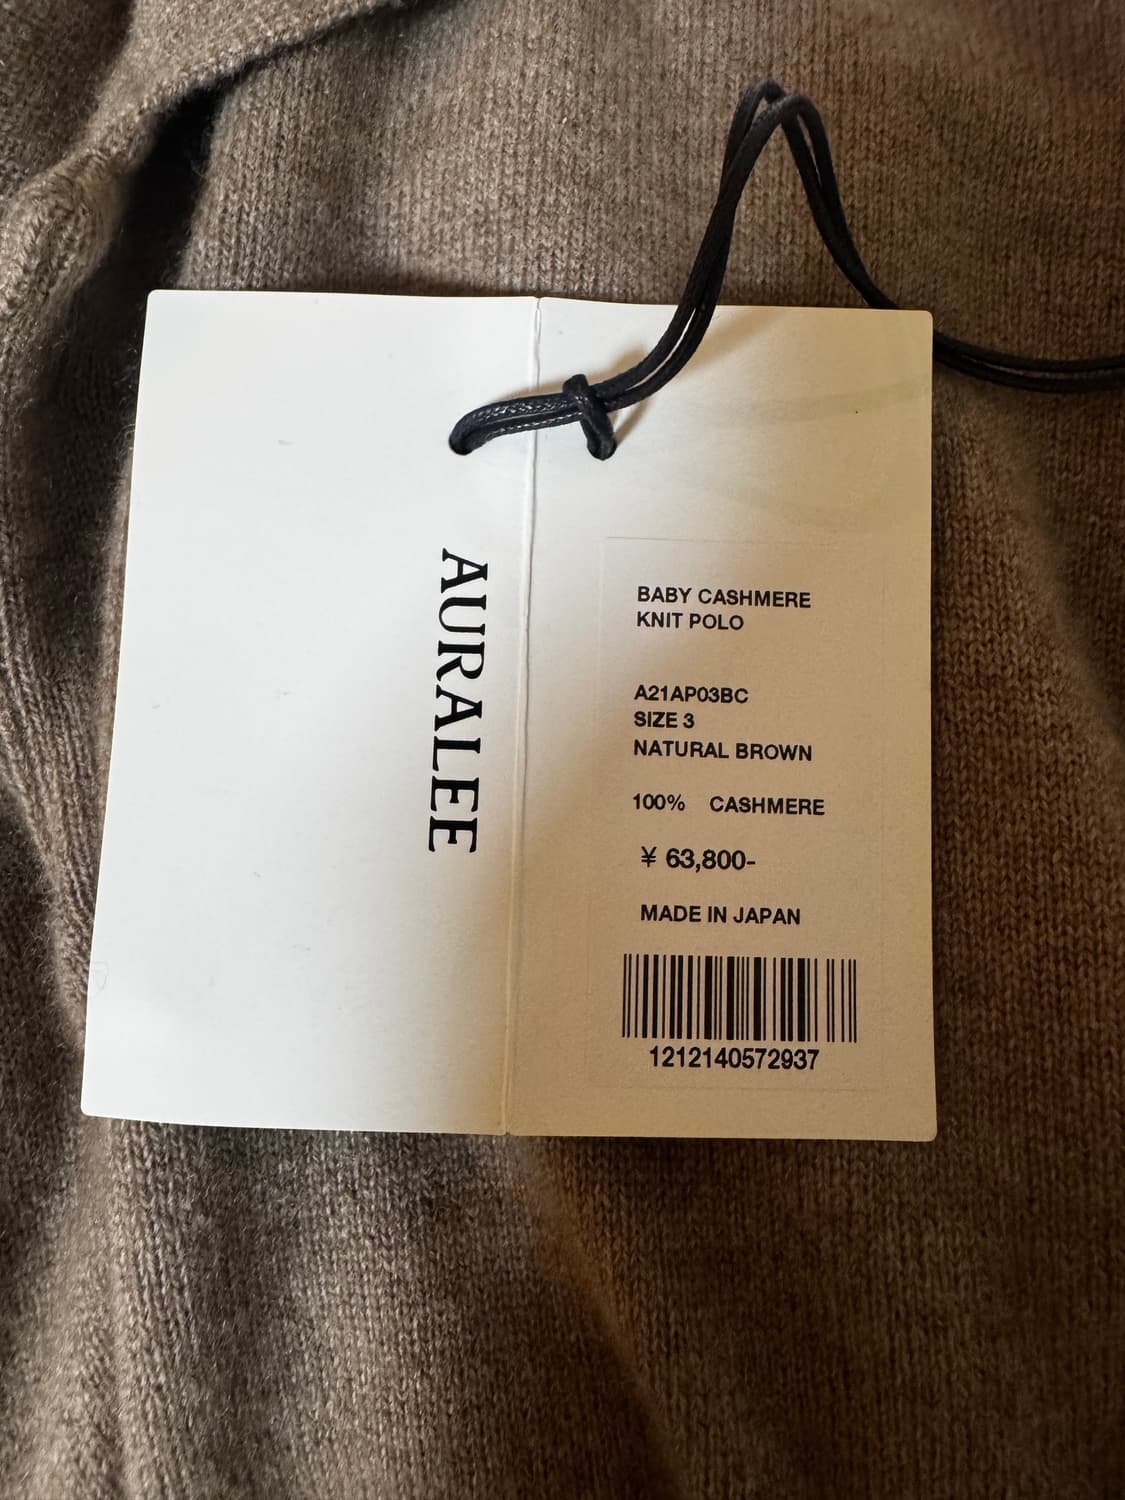 AURALEE
BABY CASHMERE
KNIT POLO
A21AP03BC
SIZE 3
NATURAL BROWN
100% CASHMERE
¥ 63,800-
MADE IN JAPAN
1212140572937